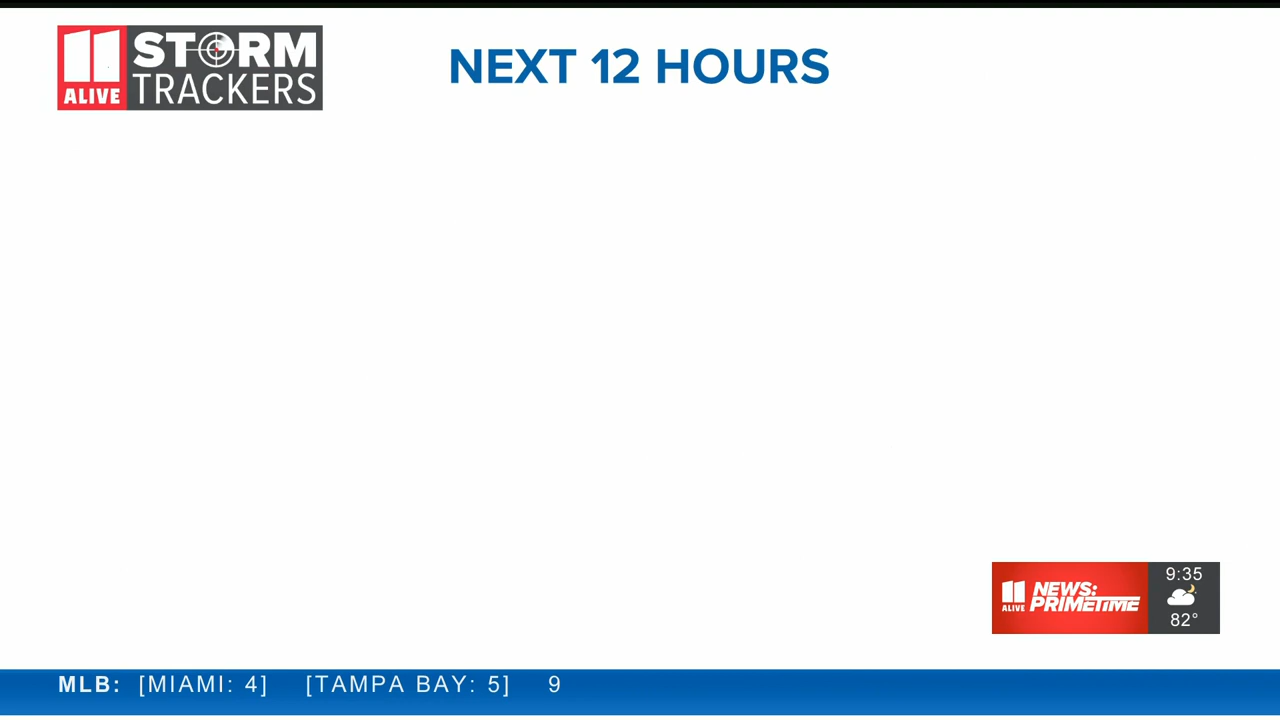 11 ALIVE STORM TRACKERS
NEXT 12 HOURS
11 ALIVE NEWS: PRIMETIME
9:35
82°
MLB: [MIAMI: 4] [TAMPA BAY: 5] 9